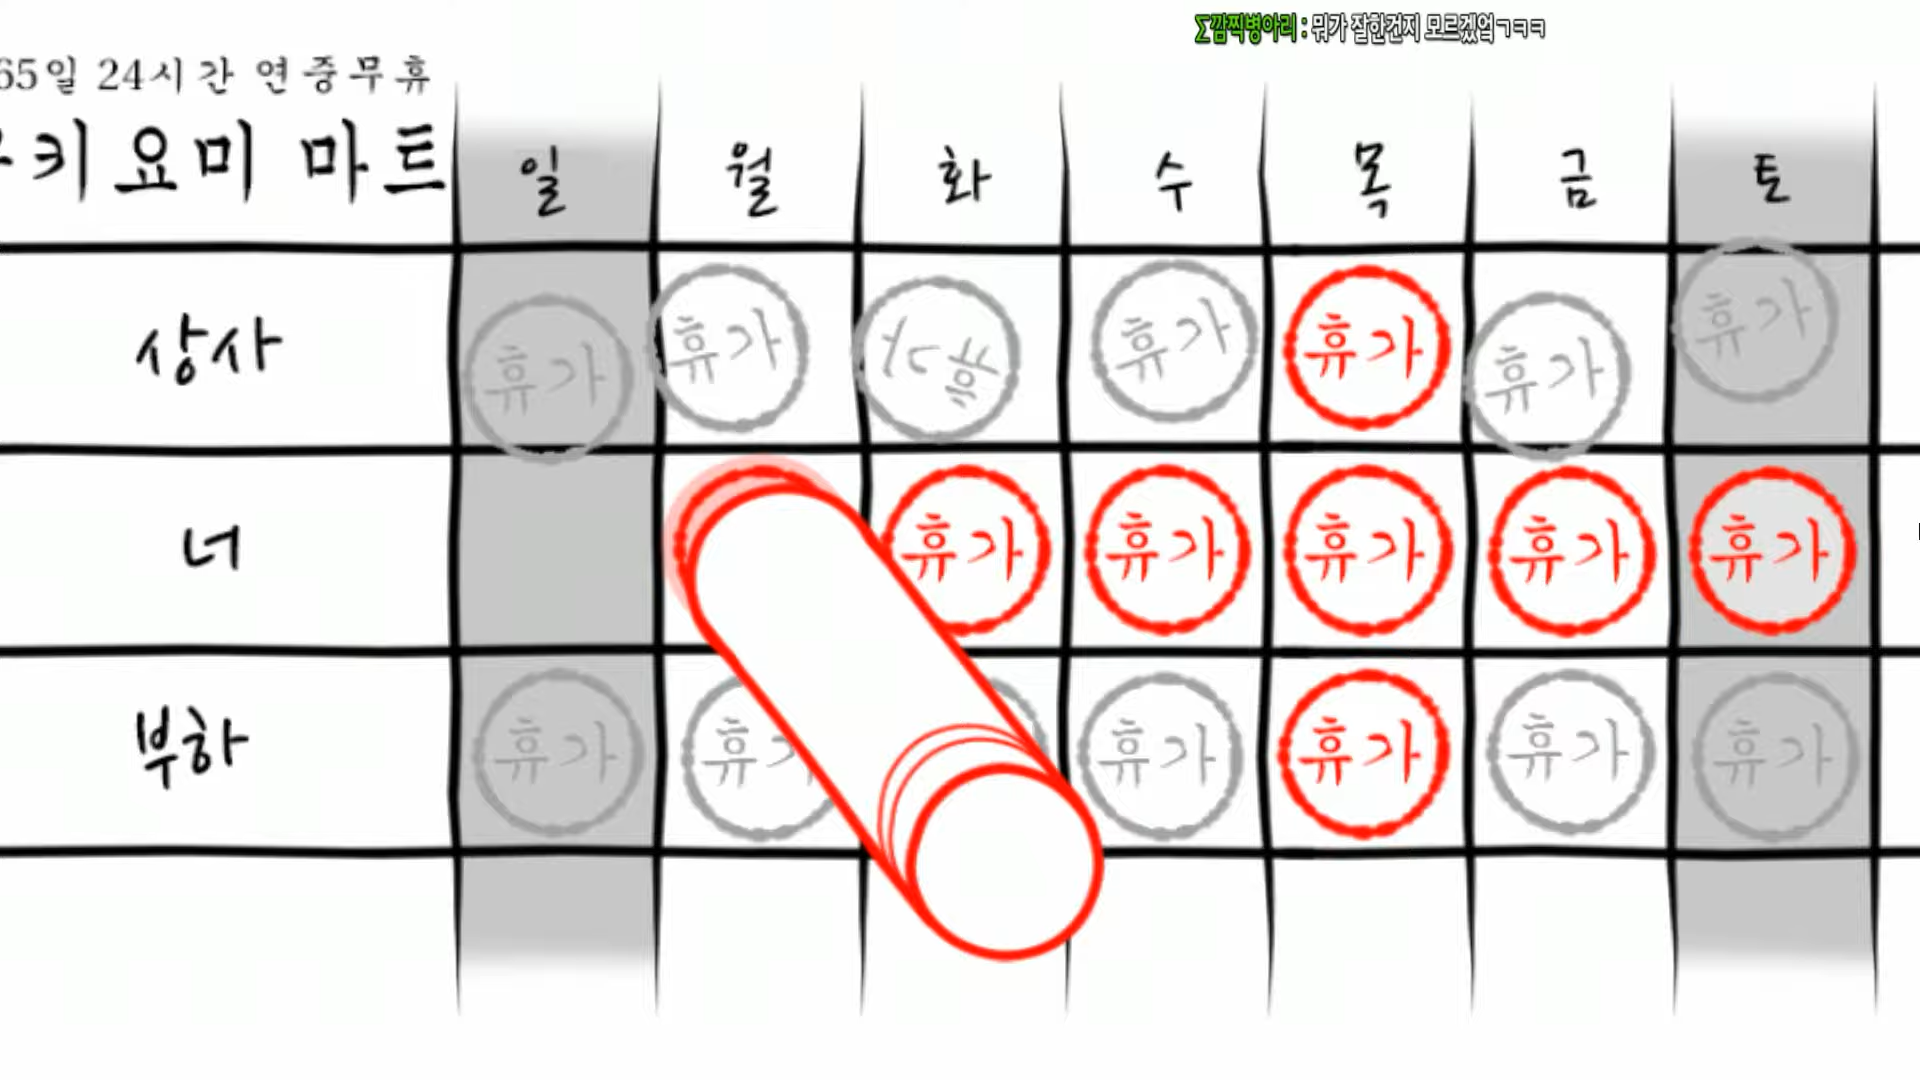 Σ깜찍병아리 : 뭐가 잘한건지 모르겠엌ㄱㅋㅋ
65일 24시간 연중무휴
키요미 마트
일 월 화 수 목 금 토
상사 휴가 휴가 휴가 휴가 휴가 휴가 휴가
너 휴가 휴가 휴가 휴가 휴가
부하 휴가 휴가 휴가 휴가 휴가 휴가